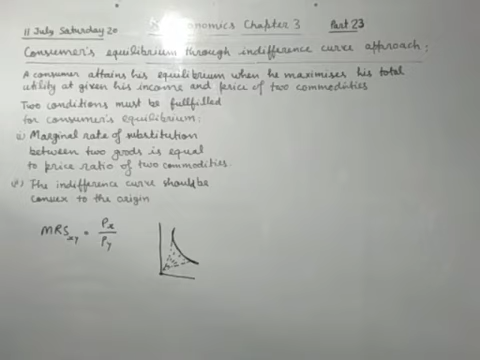 11 July Saturday 20 Economics Chapter 3 Part 23
Consumer's equilibrium through indifference curve approach:
A consumer attains his equilibrium when he maximises his total
utility at given his income and price of two commodities
Two conditions must be fullfilled
for consumer's equilibrium:
i) Marginal rate of substitution
between two goods is equal
to price ratio of two commodities.
ii) The indifference curve should be
convex to the origin
MRSxy = Px/Py